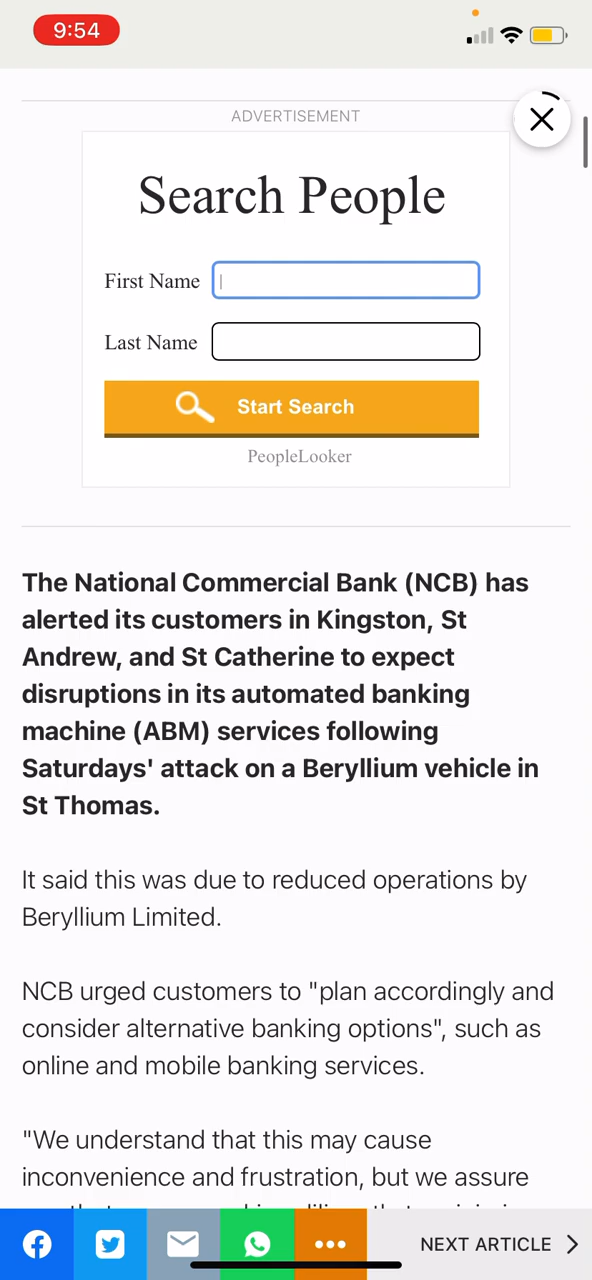 9:54
ADVERTISEMENT
Search People
First Name
Last Name
Start Search
PeopleLooker
The National Commercial Bank (NCB) has
alerted its customers in Kingston, St
Andrew, and St Catherine to expect
disruptions in its automated banking
machine (ABM) services following
Saturdays' attack on a Beryllium vehicle in
St Thomas.
It said this was due to reduced operations by
Beryllium Limited.
NCB urged customers to "plan accordingly and
consider alternative banking options", such as
online and mobile banking services.
"We understand that this may cause
inconvenience and frustration, but we assure
NEXT ARTICLE